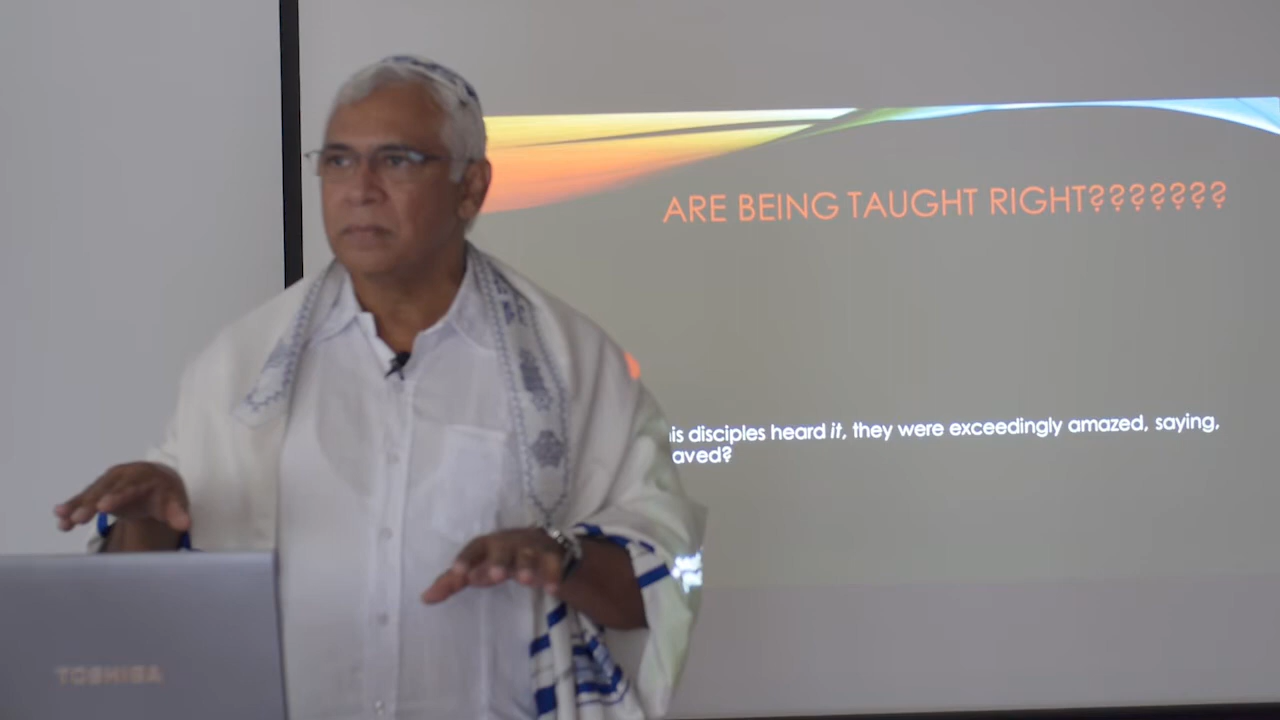 ARE BEING TAUGHT RIGHT???????
is disciples heard it, they were exceedingly amazed, saying,
aved?
TOSHIBA